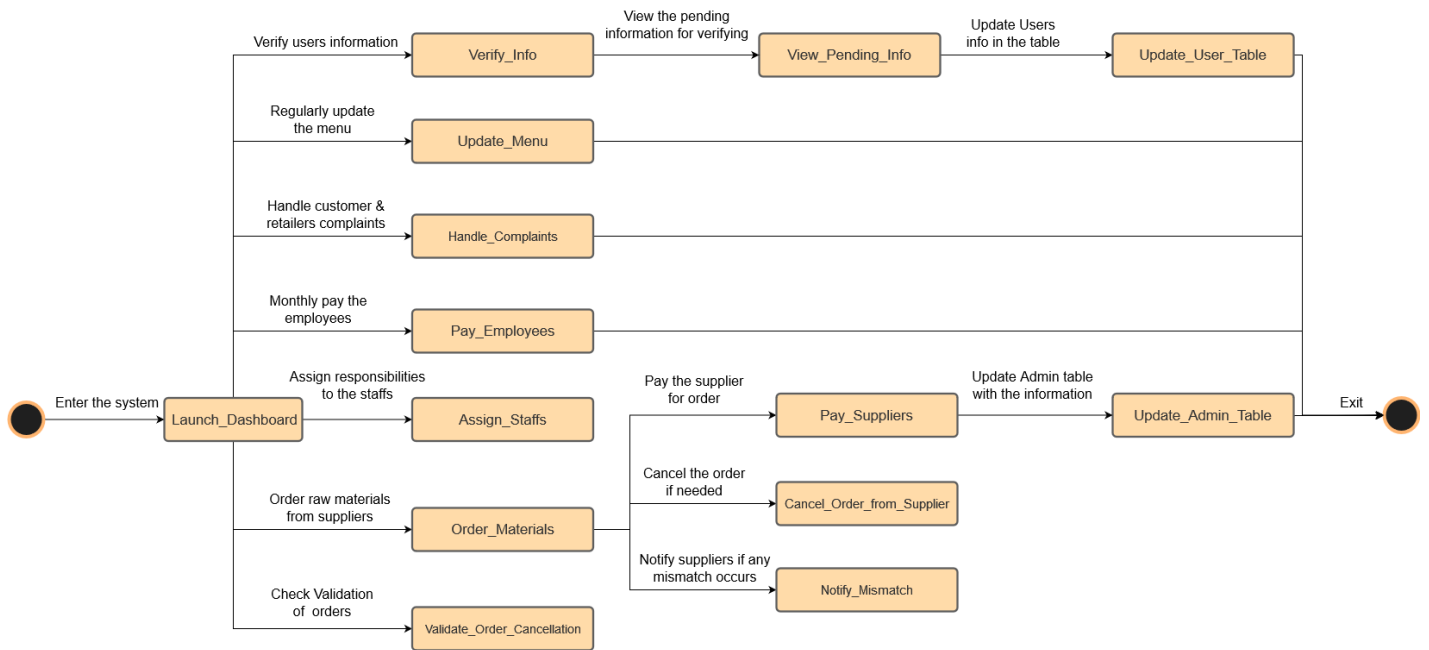 View the pending
information for verifying
Update Users
info in the table
Verify users information
Verify_Info
View_Pending_Info
Update_User_Table
Regularly update
the menu
Update_Menu
Handle customer &
retailers complaints
Handle_Complaints
Monthly pay the
employees
Pay_Employees
Assign responsibilities
to the staffs
Pay the supplier
for order
Update Admin table
with the information
Enter the system
Launch_Dashboard
Assign_Staffs
Pay_Suppliers
Update_Admin_Table
Exit
Cancel the order
if needed
Cancel_Order_from_Supplier
Order raw materials
from suppliers
Order_Materials
Notify suppliers if any
mismatch occurs
Notify_Mismatch
Check Validation
of orders
Validate_Order_Cancellation